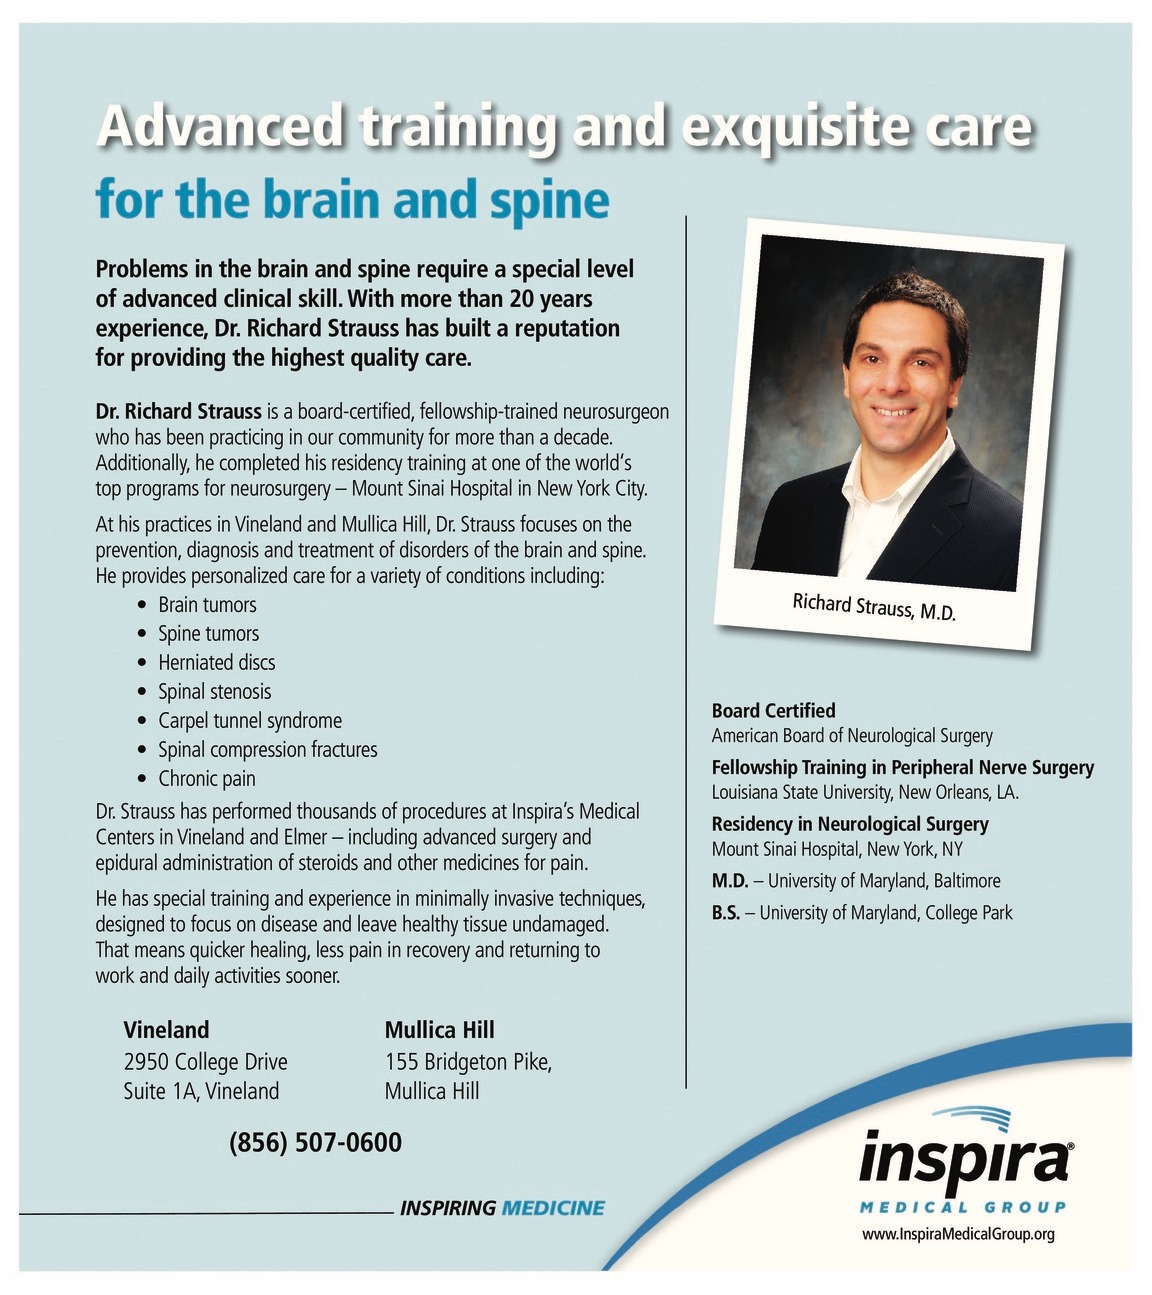 Advanced training and exquisite care
for the brain and spine
Problems in the brain and spine require a special level
of advanced clinical skill. With more than 20 years
experience, Dr. Richard Strauss has built a reputation
for providing the highest quality care.
Dr. Richard Strauss is a board-certified, fellowship-trained neurosurgeon
who has been practicing in our community for more than a decade.
Additionally, he completed his residency training at one of the world's
top programs for neurosurgery – Mount Sinai Hospital in New York City.
At his practices in Vineland and Mullica Hill, Dr. Strauss focuses on the
prevention, diagnosis and treatment of disorders of the brain and spine.
He provides personalized care for a variety of conditions including:
• Brain tumors
• Spine tumors
• Herniated discs
• Spinal stenosis
• Carpel tunnel syndrome
• Spinal compression fractures
• Chronic pain
Dr. Strauss has performed thousands of procedures at Inspira's Medical
Centers in Vineland and Elmer – including advanced surgery and
epidural administration of steroids and other medicines for pain.
He has special training and experience in minimally invasive techniques,
designed to focus on disease and leave healthy tissue undamaged.
That means quicker healing, less pain in recovery and returning to
work and daily activities sooner.
Vineland
2950 College Drive
Suite 1A, Vineland
Mullica Hill
155 Bridgeton Pike,
Mullica Hill
(856) 507-0600
INSPIRING MEDICINE
Richard Strauss, M.D.
Board Certified
American Board of Neurological Surgery
Fellowship Training in Peripheral Nerve Surgery
Louisiana State University, New Orleans, LA.
Residency in Neurological Surgery
Mount Sinai Hospital, New York, NY
M.D. – University of Maryland, Baltimore
B.S. – University of Maryland, College Park
inspira®
MEDICAL GROUP
www.InspiraMedicalGroup.org